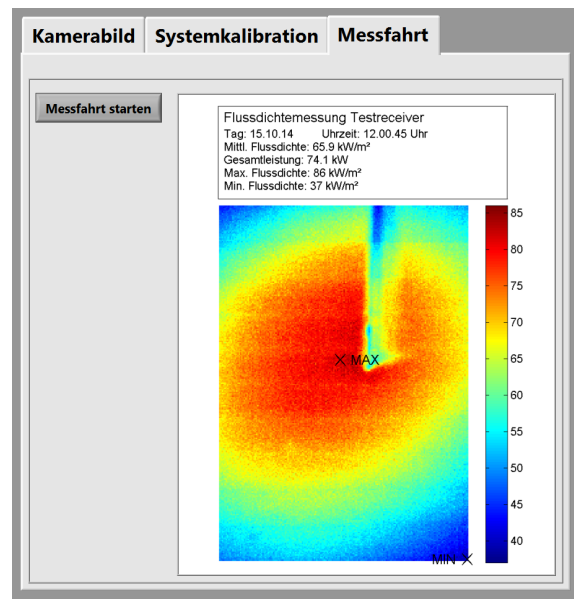 Kamerabild Systemkalibration Messfahrt
Messfahrt starten
Flussdichtemessung Testreceiver
Tag: 15.10.14 Uhrzeit: 12.00.45 Uhr
Mittl. Flussdichte: 65.9 kW/m²
Gesamtleistung: 74.1 kW
Max. Flussdichte: 86 kW/m²
Min. Flussdichte: 37 kW/m²
85
80
75
70
65
MAX
60
55
50
45
40
MIN